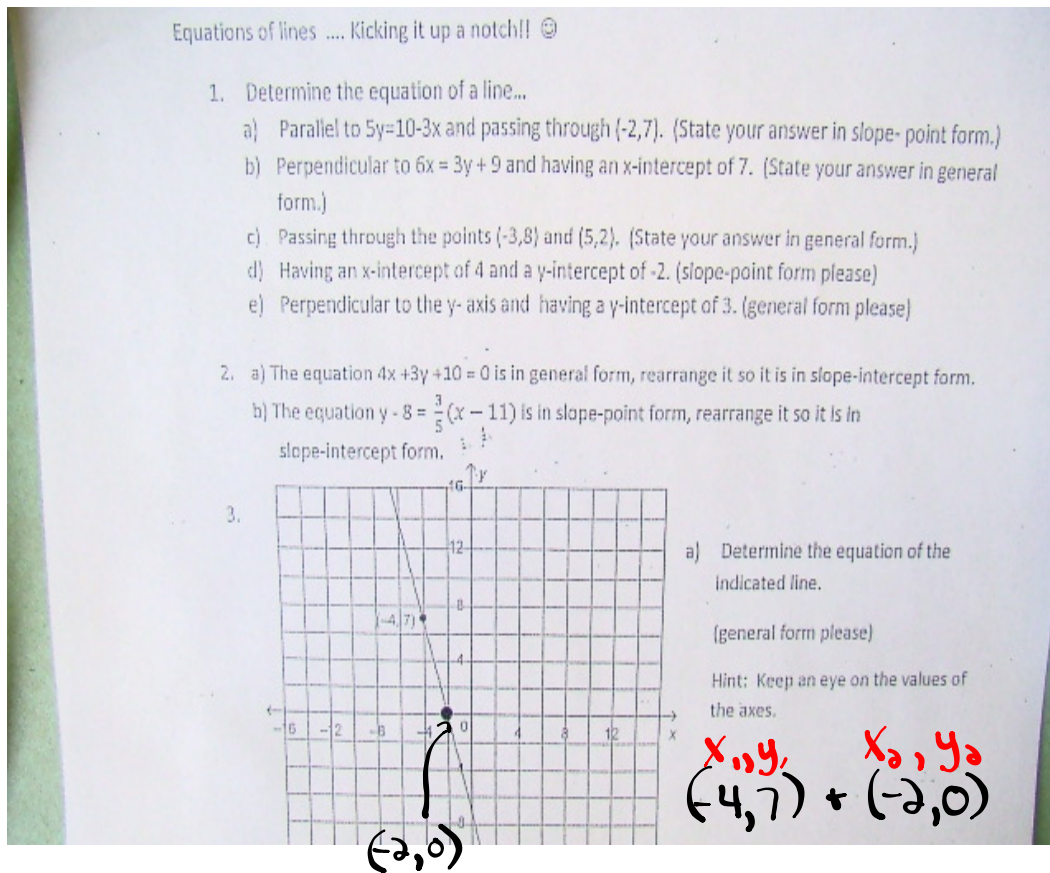 Equations of lines .... Kicking it up a notch!! ☺
1. Determine the equation of a line...
a) Parallel to 5y=10-3x and passing through (-2,7). (State your answer in slope- point form.)
b) Perpendicular to 6x = 3y + 9 and having an x-intercept of 7. (State your answer in general
form.)
c) Passing through the points (-3,8) and (5,2). (State your answer in general form.)
d) Having an x-intercept of 4 and a y-intercept of -2. (slope-point form please)
e) Perpendicular to the y- axis and having a y-intercept of 3. (general form please)
2. a) The equation 4x +3y +10 = 0 is in general form, rearrange it so it is in slope-intercept form.
b) The equation y - 8 = 3/5 (x – 11) is in slope-point form, rearrange it so it is in
slope-intercept form.
3.
y
16
12
8
(-4,7)
4
-16 -12 -8 -4 0 4 8 12 x
-8
a) Determine the equation of the
indicated line.
(general form please)
Hint: Keep an eye on the values of
the axes.
x₁, y₁ x₂, y₂
(-4,7) + (-2,0)
(-2,0)